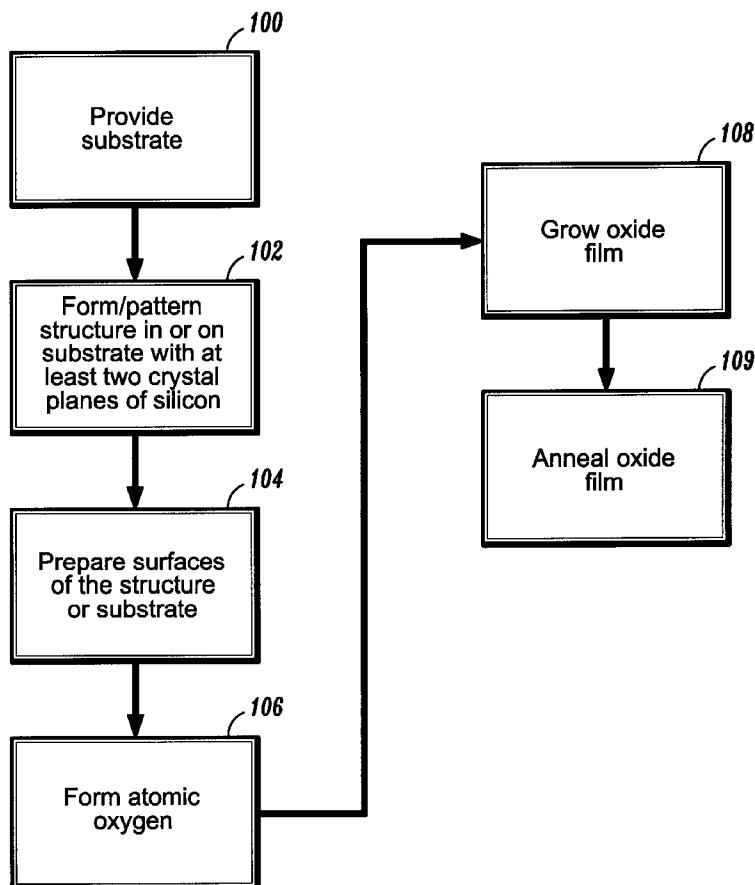 100
Provide
substrate
102
Form/pattern
structure in or on
substrate with at
least two crystal
planes of silicon
104
Prepare surfaces
of the structure
or substrate
106
Form atomic
oxygen
108
Grow oxide
film
109
Anneal oxide
film